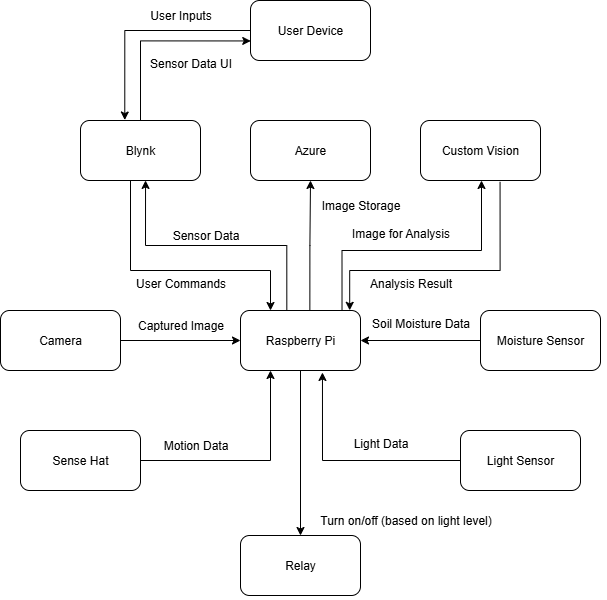 User Inputs
User Device
Sensor Data UI
Blynk
Azure
Custom Vision
Image Storage
Sensor Data
Image for Analysis
User Commands
Analysis Result
Camera
Captured Image
Raspberry Pi
Soil Moisture Data
Moisture Sensor
Sense Hat
Motion Data
Light Data
Light Sensor
Turn on/off (based on light level)
Relay